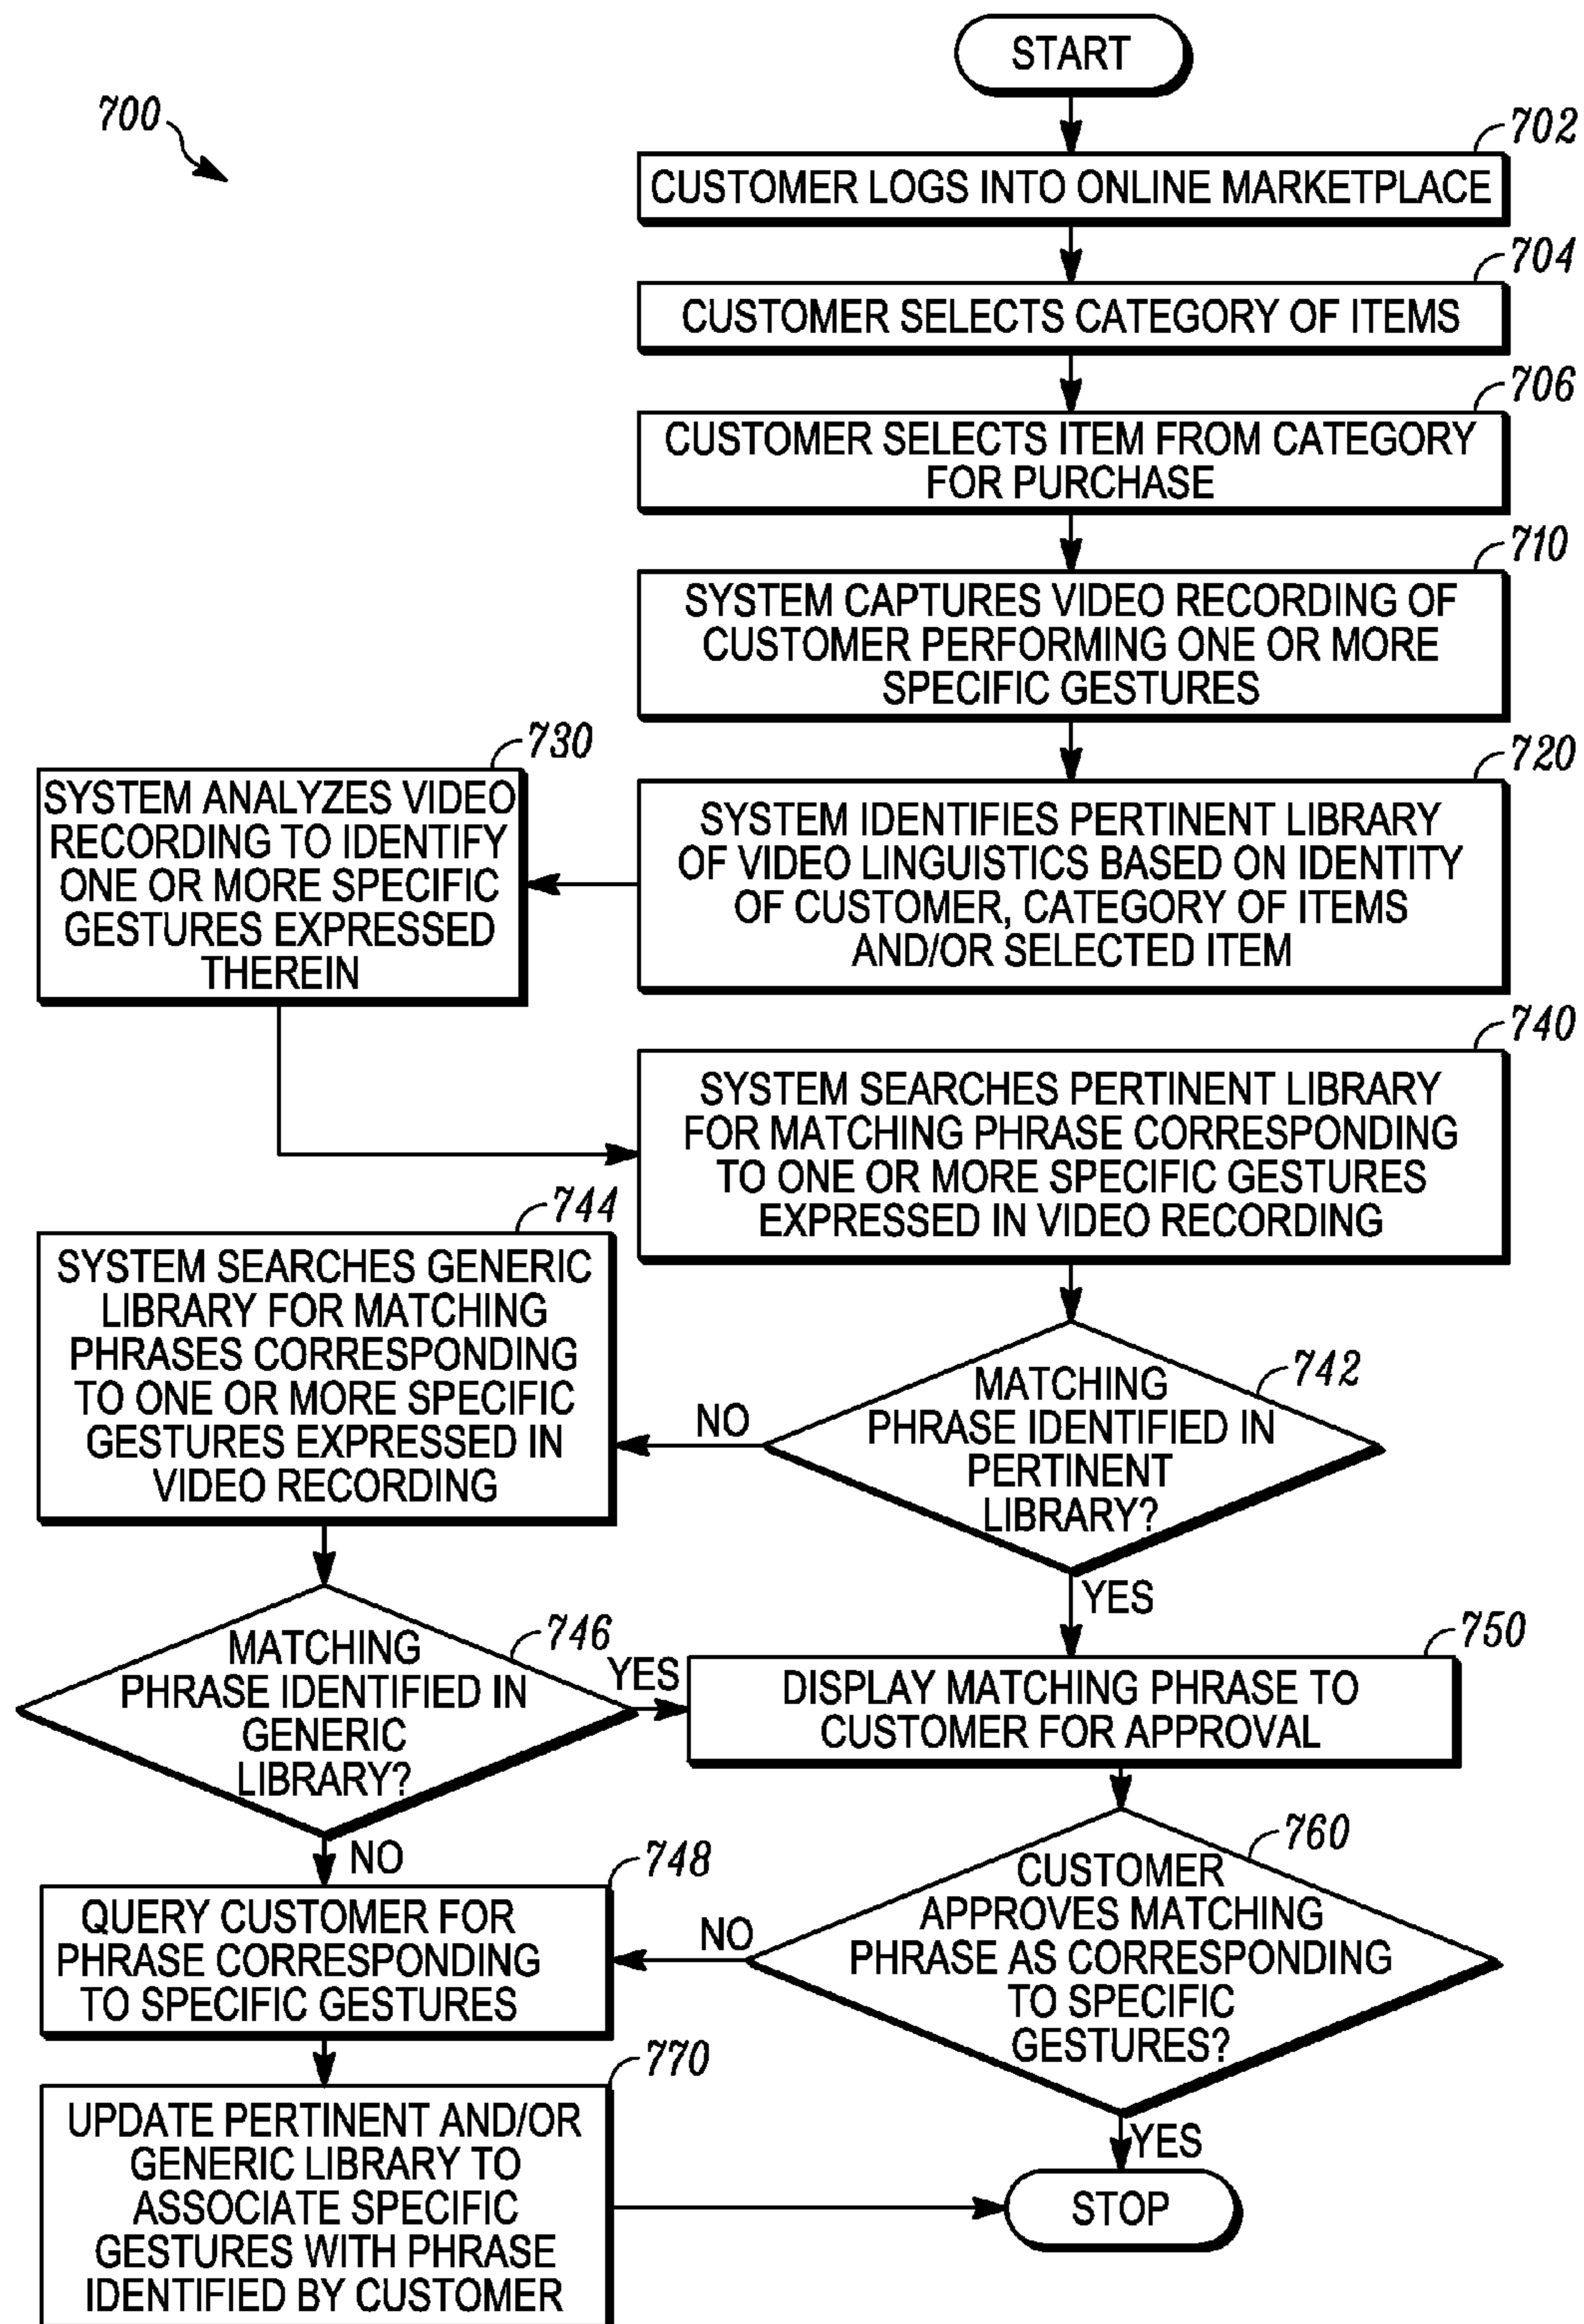 START
700
702
CUSTOMER LOGS INTO ONLINE MARKETPLACE
704
CUSTOMER SELECTS CATEGORY OF ITEMS
706
CUSTOMER SELECTS ITEM FROM CATEGORY
FOR PURCHASE
710
SYSTEM CAPTURES VIDEO RECORDING OF
CUSTOMER PERFORMING ONE OR MORE
SPECIFIC GESTURES
720
SYSTEM IDENTIFIES PERTINENT LIBRARY
OF VIDEO LINGUISTICS BASED ON IDENTITY
OF CUSTOMER, CATEGORY OF ITEMS
AND/OR SELECTED ITEM
730
SYSTEM ANALYZES VIDEO
RECORDING TO IDENTIFY
ONE OR MORE SPECIFIC
GESTURES EXPRESSED
THEREIN
740
SYSTEM SEARCHES PERTINENT LIBRARY
FOR MATCHING PHRASE CORRESPONDING
TO ONE OR MORE SPECIFIC GESTURES
EXPRESSED IN VIDEO RECORDING
742
MATCHING
PHRASE IDENTIFIED IN
PERTINENT
LIBRARY?
NO
YES
744
SYSTEM SEARCHES GENERIC
LIBRARY FOR MATCHING
PHRASES CORRESPONDING
TO ONE OR MORE SPECIFIC
GESTURES EXPRESSED IN
VIDEO RECORDING
746
MATCHING
PHRASE IDENTIFIED IN
GENERIC
LIBRARY?
YES
NO
750
DISPLAY MATCHING PHRASE TO
CUSTOMER FOR APPROVAL
760
CUSTOMER
APPROVES MATCHING
PHRASE AS CORRESPONDING
TO SPECIFIC
GESTURES?
NO
YES
748
QUERY CUSTOMER FOR
PHRASE CORRESPONDING
TO SPECIFIC GESTURES
770
UPDATE PERTINENT AND/OR
GENERIC LIBRARY TO
ASSOCIATE SPECIFIC
GESTURES WITH PHRASE
IDENTIFIED BY CUSTOMER
STOP